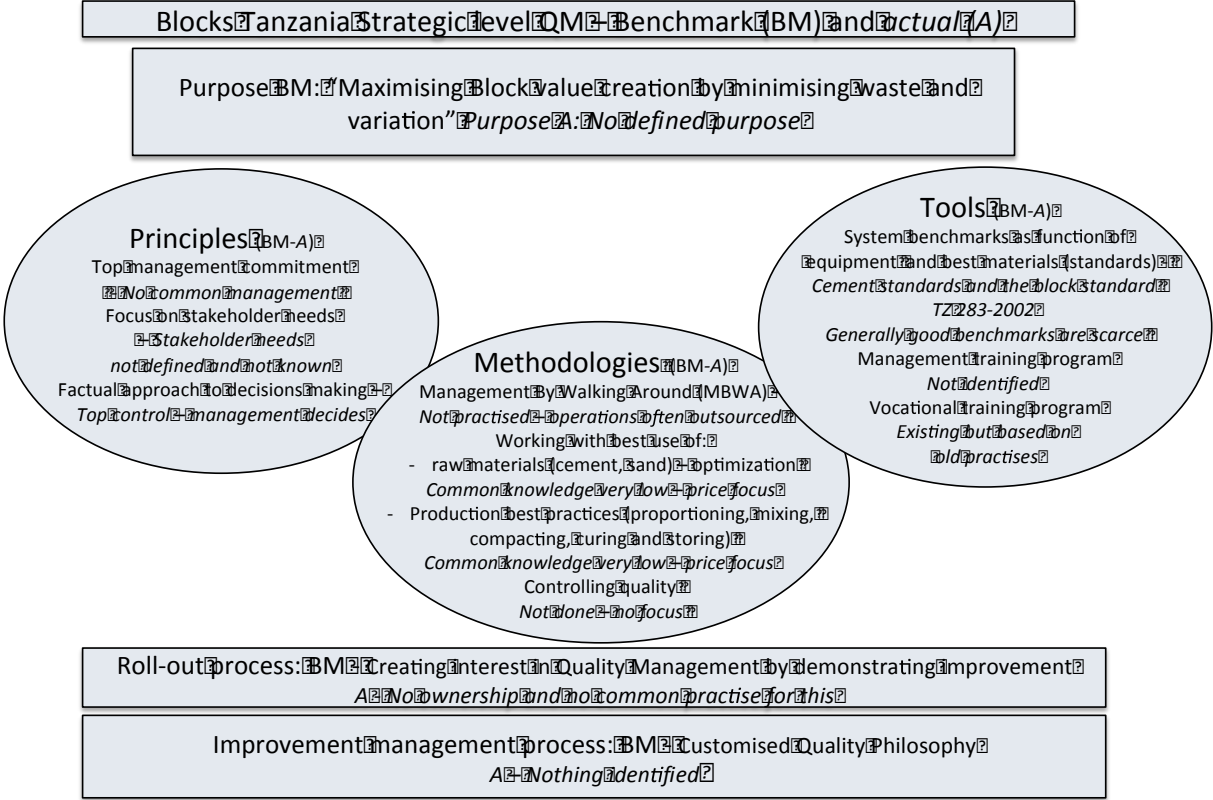 Blocks Tanzania Strategic level QM – Benchmark (BM) and actual (A)
Purpose BM: "Maximising Block value creation by minimising waste and
variation" Purpose A: No defined purpose
Principles (BM-A)
Top management commitment
- No common management
Focus on stakeholder needs
– Stakeholder needs
not defined and not known
Factual approach to decisions making –
Top control – management decides
Methodologies (BM-A)
Management By Walking Around (MBWA)
Not practised – operations often outsourced
Working with best use of:
- raw materials (cement, sand) – optimization
Common knowledge very low – price focus
- Production best practices (proportioning, mixing,
compacting, curing and storing)
Common knowledge very low – price focus
Controlling quality
Not done – no focus
Tools (BM-A)
System benchmarks as function of
equipment and best materials (standards) -
Cement standards and the block standard
TZ 283-2002
Generally good benchmarks are scarce
Management training program
Not identified
Vocational training program
Existing but based on
old practises
Roll-out process: BM - Creating interest in Quality Management by demonstrating improvement
A - No ownership and no common practise for this
Improvement management process: BM - Customised Quality Philosophy
A – Nothing identified